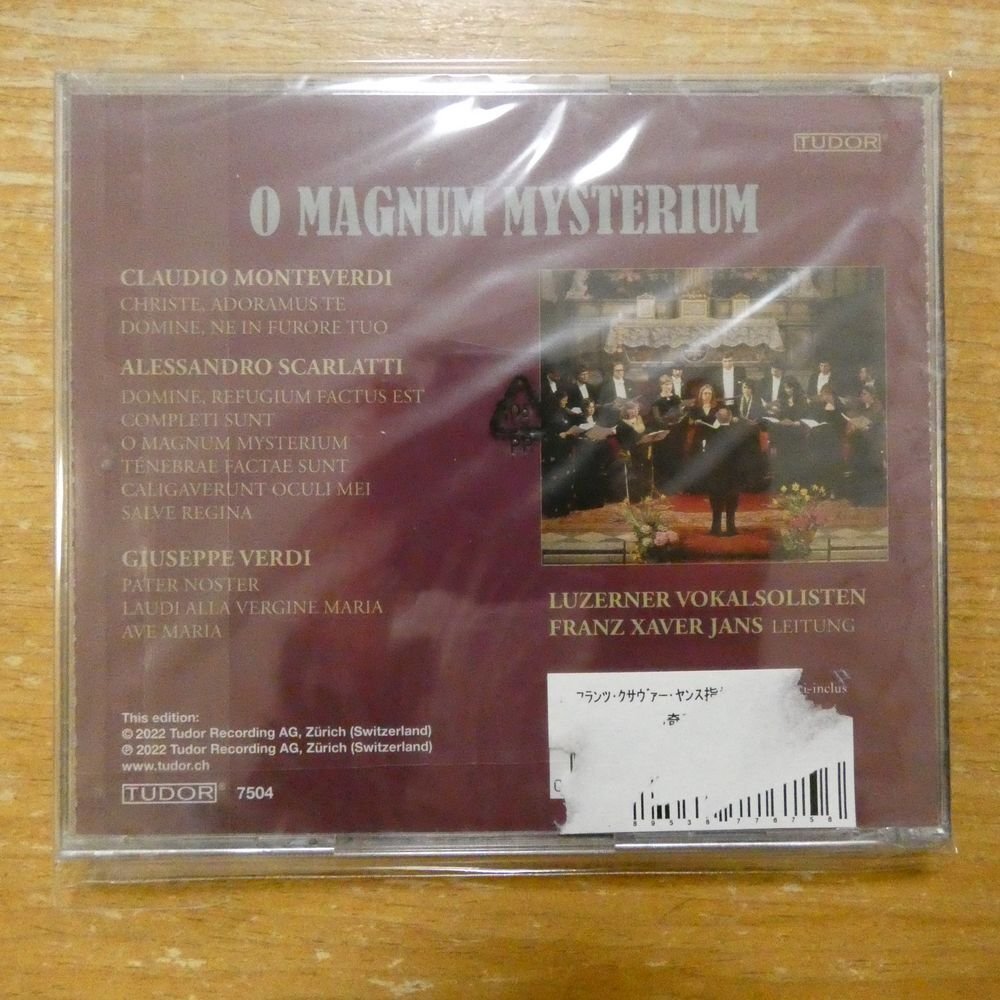 TUDOR®
O MAGNUM MYSTERIUM
CLAUDIO MONTEVERDI
CHRISTE, ADORAMUS TE
DOMINE, NE IN FURORE TUO
ALESSANDRO SCARLATTI
DOMINE, REFUGIUM FACTUS EST
COMPLETI SUNT
O MAGNUM MYSTERIUM
TENEBRAE FACTAE SUNT
CALIGAVERUNT OCULI MEI
SALVE REGINA
GIUSEPPE VERDI
PATER NOSTER
LAUDI ALLA VERGINE MARIA
AVE MARIA
PP
LUZERNER VOKALSOLISTEN
FRANZ XAVER JANS LEITUNG
ci-inclus
フランツ・クサヴァー・ヤンス指
This edition:
© 2022 Tudor Recording AG, Zürich (Switzerland)
℗ 2022 Tudor Recording AG, Zürich (Switzerland)
www.tudor.ch
TUDOR® 7504